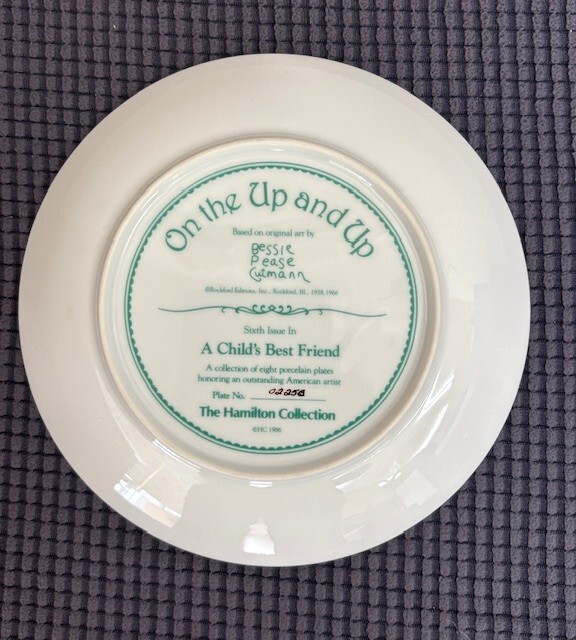 On the Up and Up
Based on original art by
Bessie
Pease
Gutmann
©Rockford Editions, Inc., Rockford, Ill., 1938, 1966
Sixth Issue In
A Child's Best Friend
A collection of eight porcelain plates
honoring an outstanding American artist
Plate No.
The Hamilton Collection
©HC 1986